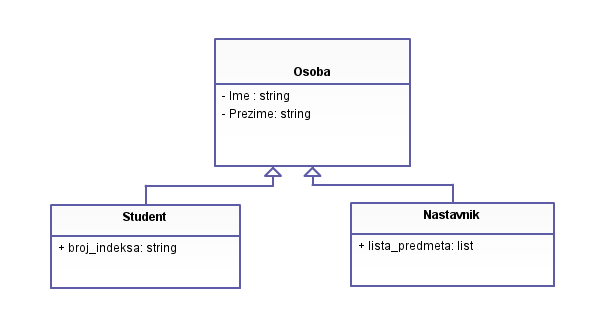 Osoba
- Ime : string
- Prezime: string
Student
+ broj_indeksa: string
Nastavnik
+ lista_predmeta: list